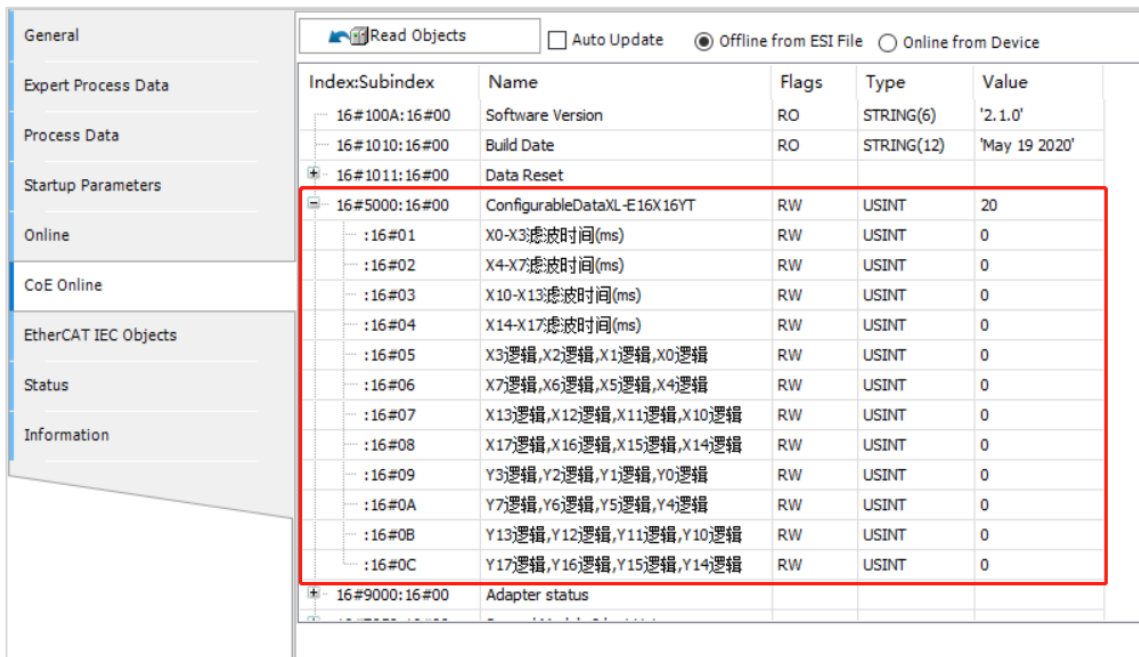 General
Expert Process Data
Process Data
Startup Parameters
Online
CoE Online
EtherCAT IEC Objects
Status
Information
Read Objects Auto Update Offline from ESI File Online from Device
Index:Subindex Name Flags Type Value
16#100A:16#00 Software Version RO STRING(6) '2.1.0'
16#1010:16#00 Build Date RO STRING(12) 'May 19 2020'
16#1011:16#00 Data Reset
16#5000:16#00 ConfigurableDataXL-E16X16YT RW USINT 20
:16#01 X0-X3滤波时间(ms) RW USINT 0
:16#02 X4-X7滤波时间(ms) RW USINT 0
:16#03 X10-X13滤波时间(ms) RW USINT 0
:16#04 X14-X17滤波时间(ms) RW USINT 0
:16#05 X3逻辑,X2逻辑,X1逻辑,X0逻辑 RW USINT 0
:16#06 X7逻辑,X6逻辑,X5逻辑,X4逻辑 RW USINT 0
:16#07 X13逻辑,X12逻辑,X11逻辑,X10逻辑 RW USINT 0
:16#08 X17逻辑,X16逻辑,X15逻辑,X14逻辑 RW USINT 0
:16#09 Y3逻辑,Y2逻辑,Y1逻辑,Y0逻辑 RW USINT 0
:16#0A Y7逻辑,Y6逻辑,Y5逻辑,Y4逻辑 RW USINT 0
:16#0B Y13逻辑,Y12逻辑,Y11逻辑,Y10逻辑 RW USINT 0
:16#0C Y17逻辑,Y16逻辑,Y15逻辑,Y14逻辑 RW USINT 0
16#9000:16#00 Adapter status